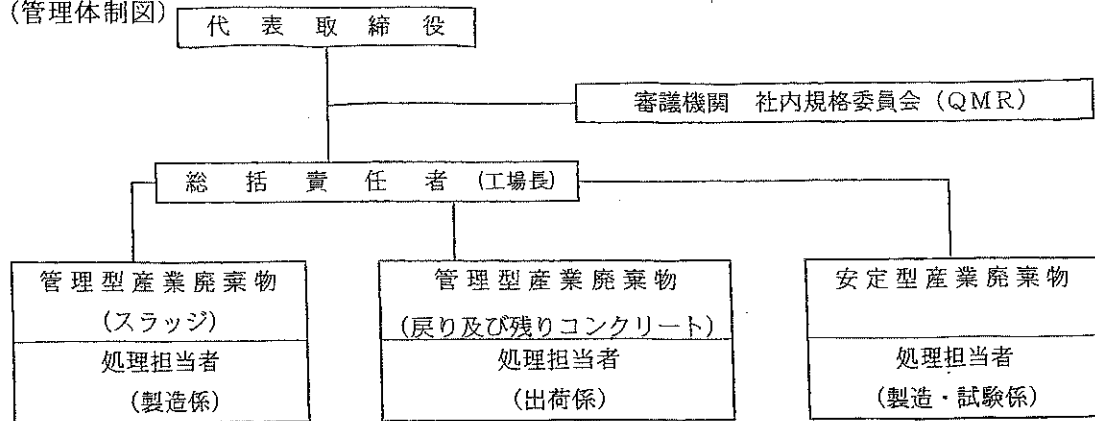 (管理体制図)
代表取締役
審議機関 社内規格委員会(QMR)
総括責任者(工場長)
管理型産業廃棄物
(スラッジ)
処理担当者
(製造係)
管理型産業廃棄物
(戻り及び残りコンクリート)
処理担当者
(出荷係)
安定型産業廃棄物
処理担当者
(製造・試験係)